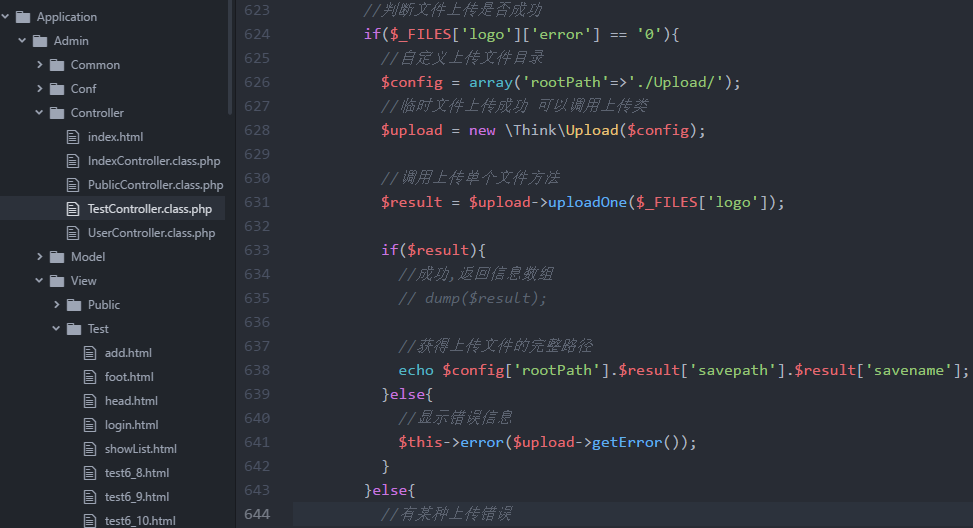 Application
Admin
Common
Conf
Controller
index.html
IndexController.class.php
PublicController.class.php
TestController.class.php
UserController.class.php
Model
View
Public
Test
add.html
foot.html
head.html
login.html
showList.html
test6_8.html
test6_9.html
test6_10.html
623 //判断文件上传是否成功
624 if($_FILES['logo']['error'] == '0'){
625 //自定义上传文件目录
626 $config = array('rootPath'=>'./Upload/');
627 //临时文件上传成功 可以调用上传类
628 $upload = new \Think\Upload($config);
629
630 //调用上传单个文件方法
631 $result = $upload->uploadOne($_FILES['logo']);
632
633 if($result){
634 //成功,返回信息数组
635 // dump($result);
636
637 //获得上传文件的完整路径
638 echo $config['rootPath'].$result['savepath'].$result['savename'];
639 }else{
640 //显示错误信息
641 $this->error($upload->getError());
642 }
643 }else{
644 //有某种上传错误